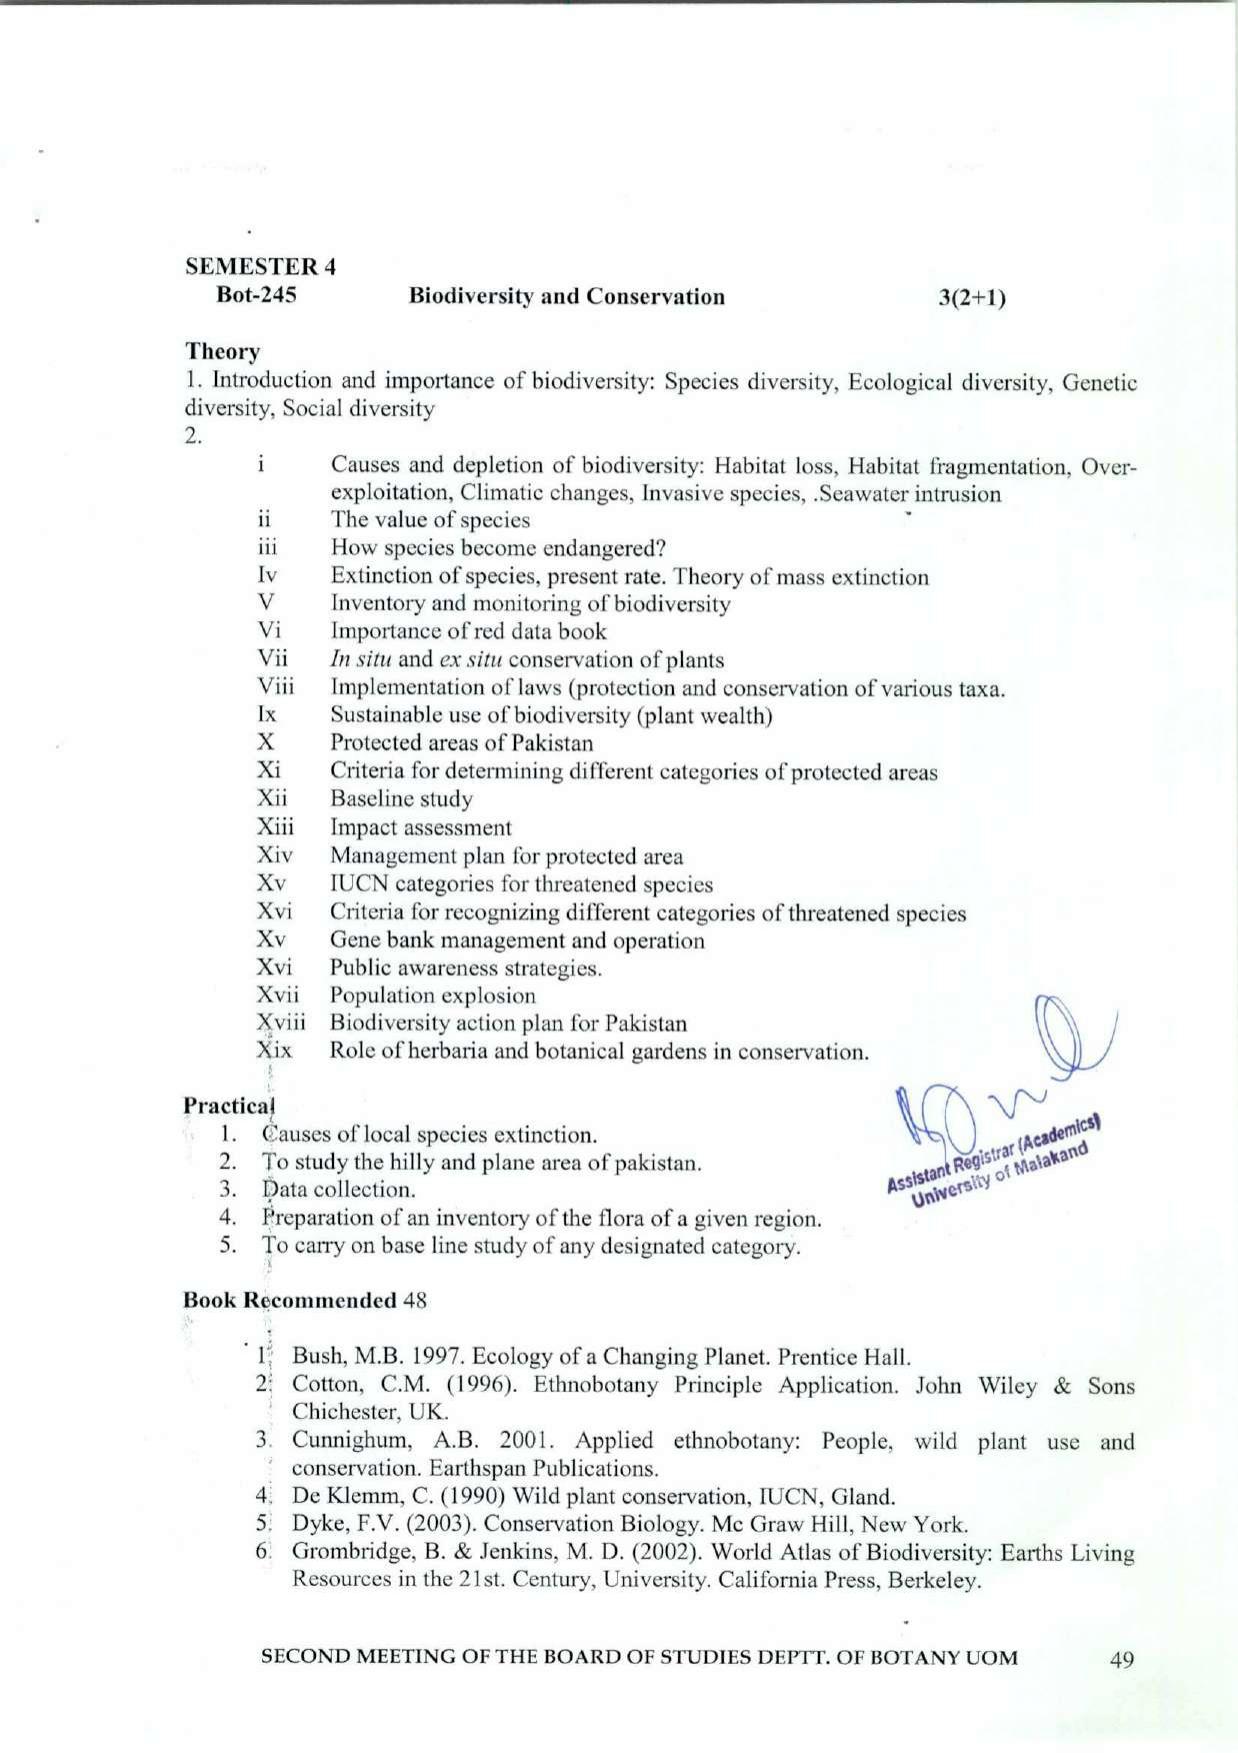 SEMESTER 4
Bot-245 Biodiversity and Conservation 3(2+1)
Theory
1. Introduction and importance of biodiversity: Species diversity, Ecological diversity, Genetic
diversity, Social diversity
2.
i Causes and depletion of biodiversity: Habitat loss, Habitat fragmentation, Over-
exploitation, Climatic changes, Invasive species, .Seawater intrusion
ii The value of species
iii How species become endangered?
Iv Extinction of species, present rate. Theory of mass extinction
V Inventory and monitoring of biodiversity
Vi Importance of red data book
Vii In situ and ex situ conservation of plants
Viii Implementation of laws (protection and conservation of various taxa.
Ix Sustainable use of biodiversity (plant wealth)
X Protected areas of Pakistan
Xi Criteria for determining different categories of protected areas
Xii Baseline study
Xiii Impact assessment
Xiv Management plan for protected area
Xv IUCN categories for threatened species
Xvi Criteria for recognizing different categories of threatened species
Xv Gene bank management and operation
Xvi Public awareness strategies.
Xvii Population explosion
Xviii Biodiversity action plan for Pakistan
Xix Role of herbaria and botanical gardens in conservation.
Practical
1. Causes of local species extinction.
2. To study the hilly and plane area of pakistan.
3. Data collection.
4. Preparation of an inventory of the flora of a given region.
5. To carry on base line study of any designated category.
Assistant Registrar (Academics)
University of Malakand
Book Recommended 48
1. Bush, M.B. 1997. Ecology of a Changing Planet. Prentice Hall.
2. Cotton, C.M. (1996). Ethnobotany Principle Application. John Wiley & Sons
Chichester, UK.
3. Cunnighum, A.B. 2001. Applied ethnobotany: People, wild plant use and
conservation. Earthspan Publications.
4. De Klemm, C. (1990) Wild plant conservation, IUCN, Gland.
5. Dyke, F.V. (2003). Conservation Biology. Mc Graw Hill, New York.
6. Grombridge, B. & Jenkins, M. D. (2002). World Atlas of Biodiversity: Earths Living
Resources in the 21st. Century, University. California Press, Berkeley.
SECOND MEETING OF THE BOARD OF STUDIES DEPTT. OF BOTANY UOM 49